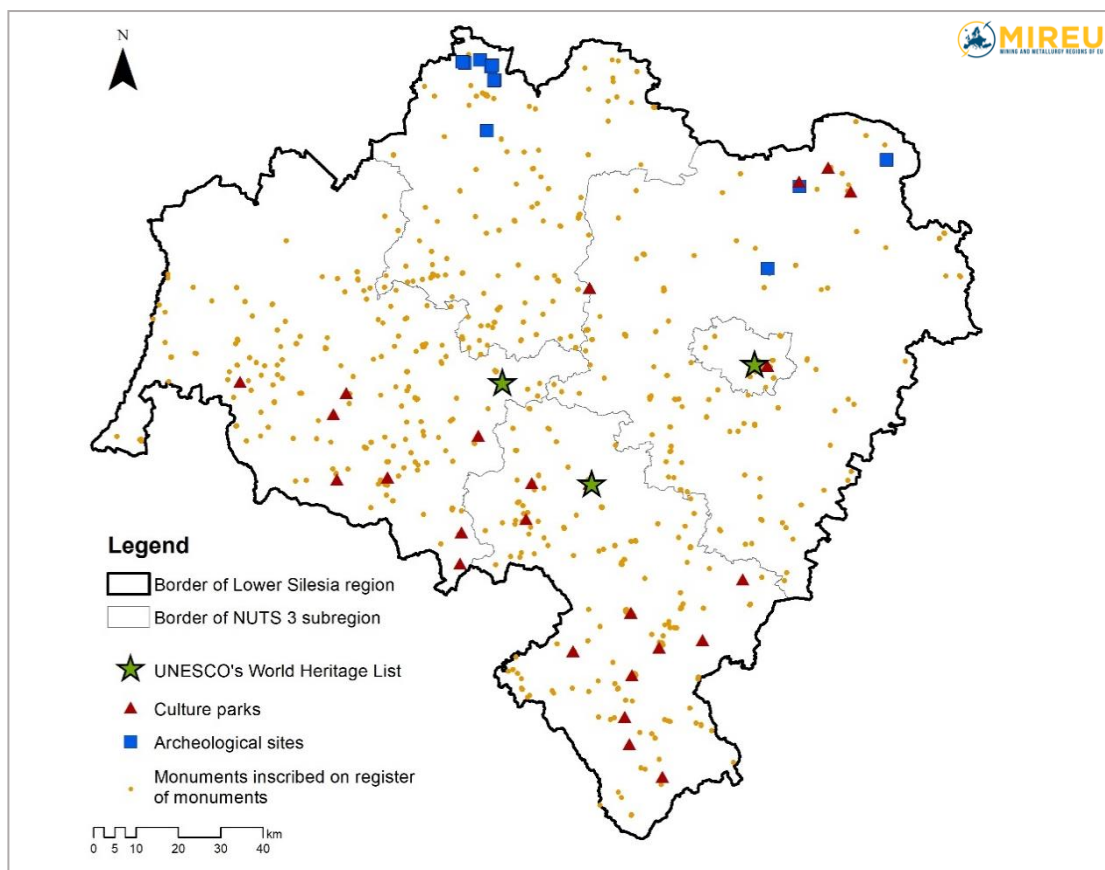 MIREU
MINING AND METALLURGY REGIONS OF EU
N
Legend
Border of Lower Silesia region
Border of NUTS 3 subregion
UNESCO's World Heritage List
Culture parks
Archeological sites
Monuments inscribed on register
of monuments
km
0 5 10 20 30 40